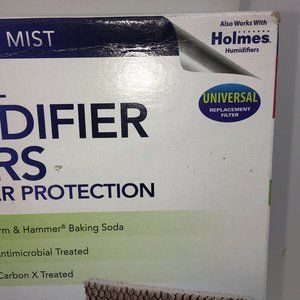 MIST
Also Works With
Holmes
Humidifiers
UNIVERSAL
REPLACEMENT
FILTER
DIFIER
RS
AR PROTECTION
rm & Hammer® Baking Soda
Antimicrobial Treated
Carbon X Treated